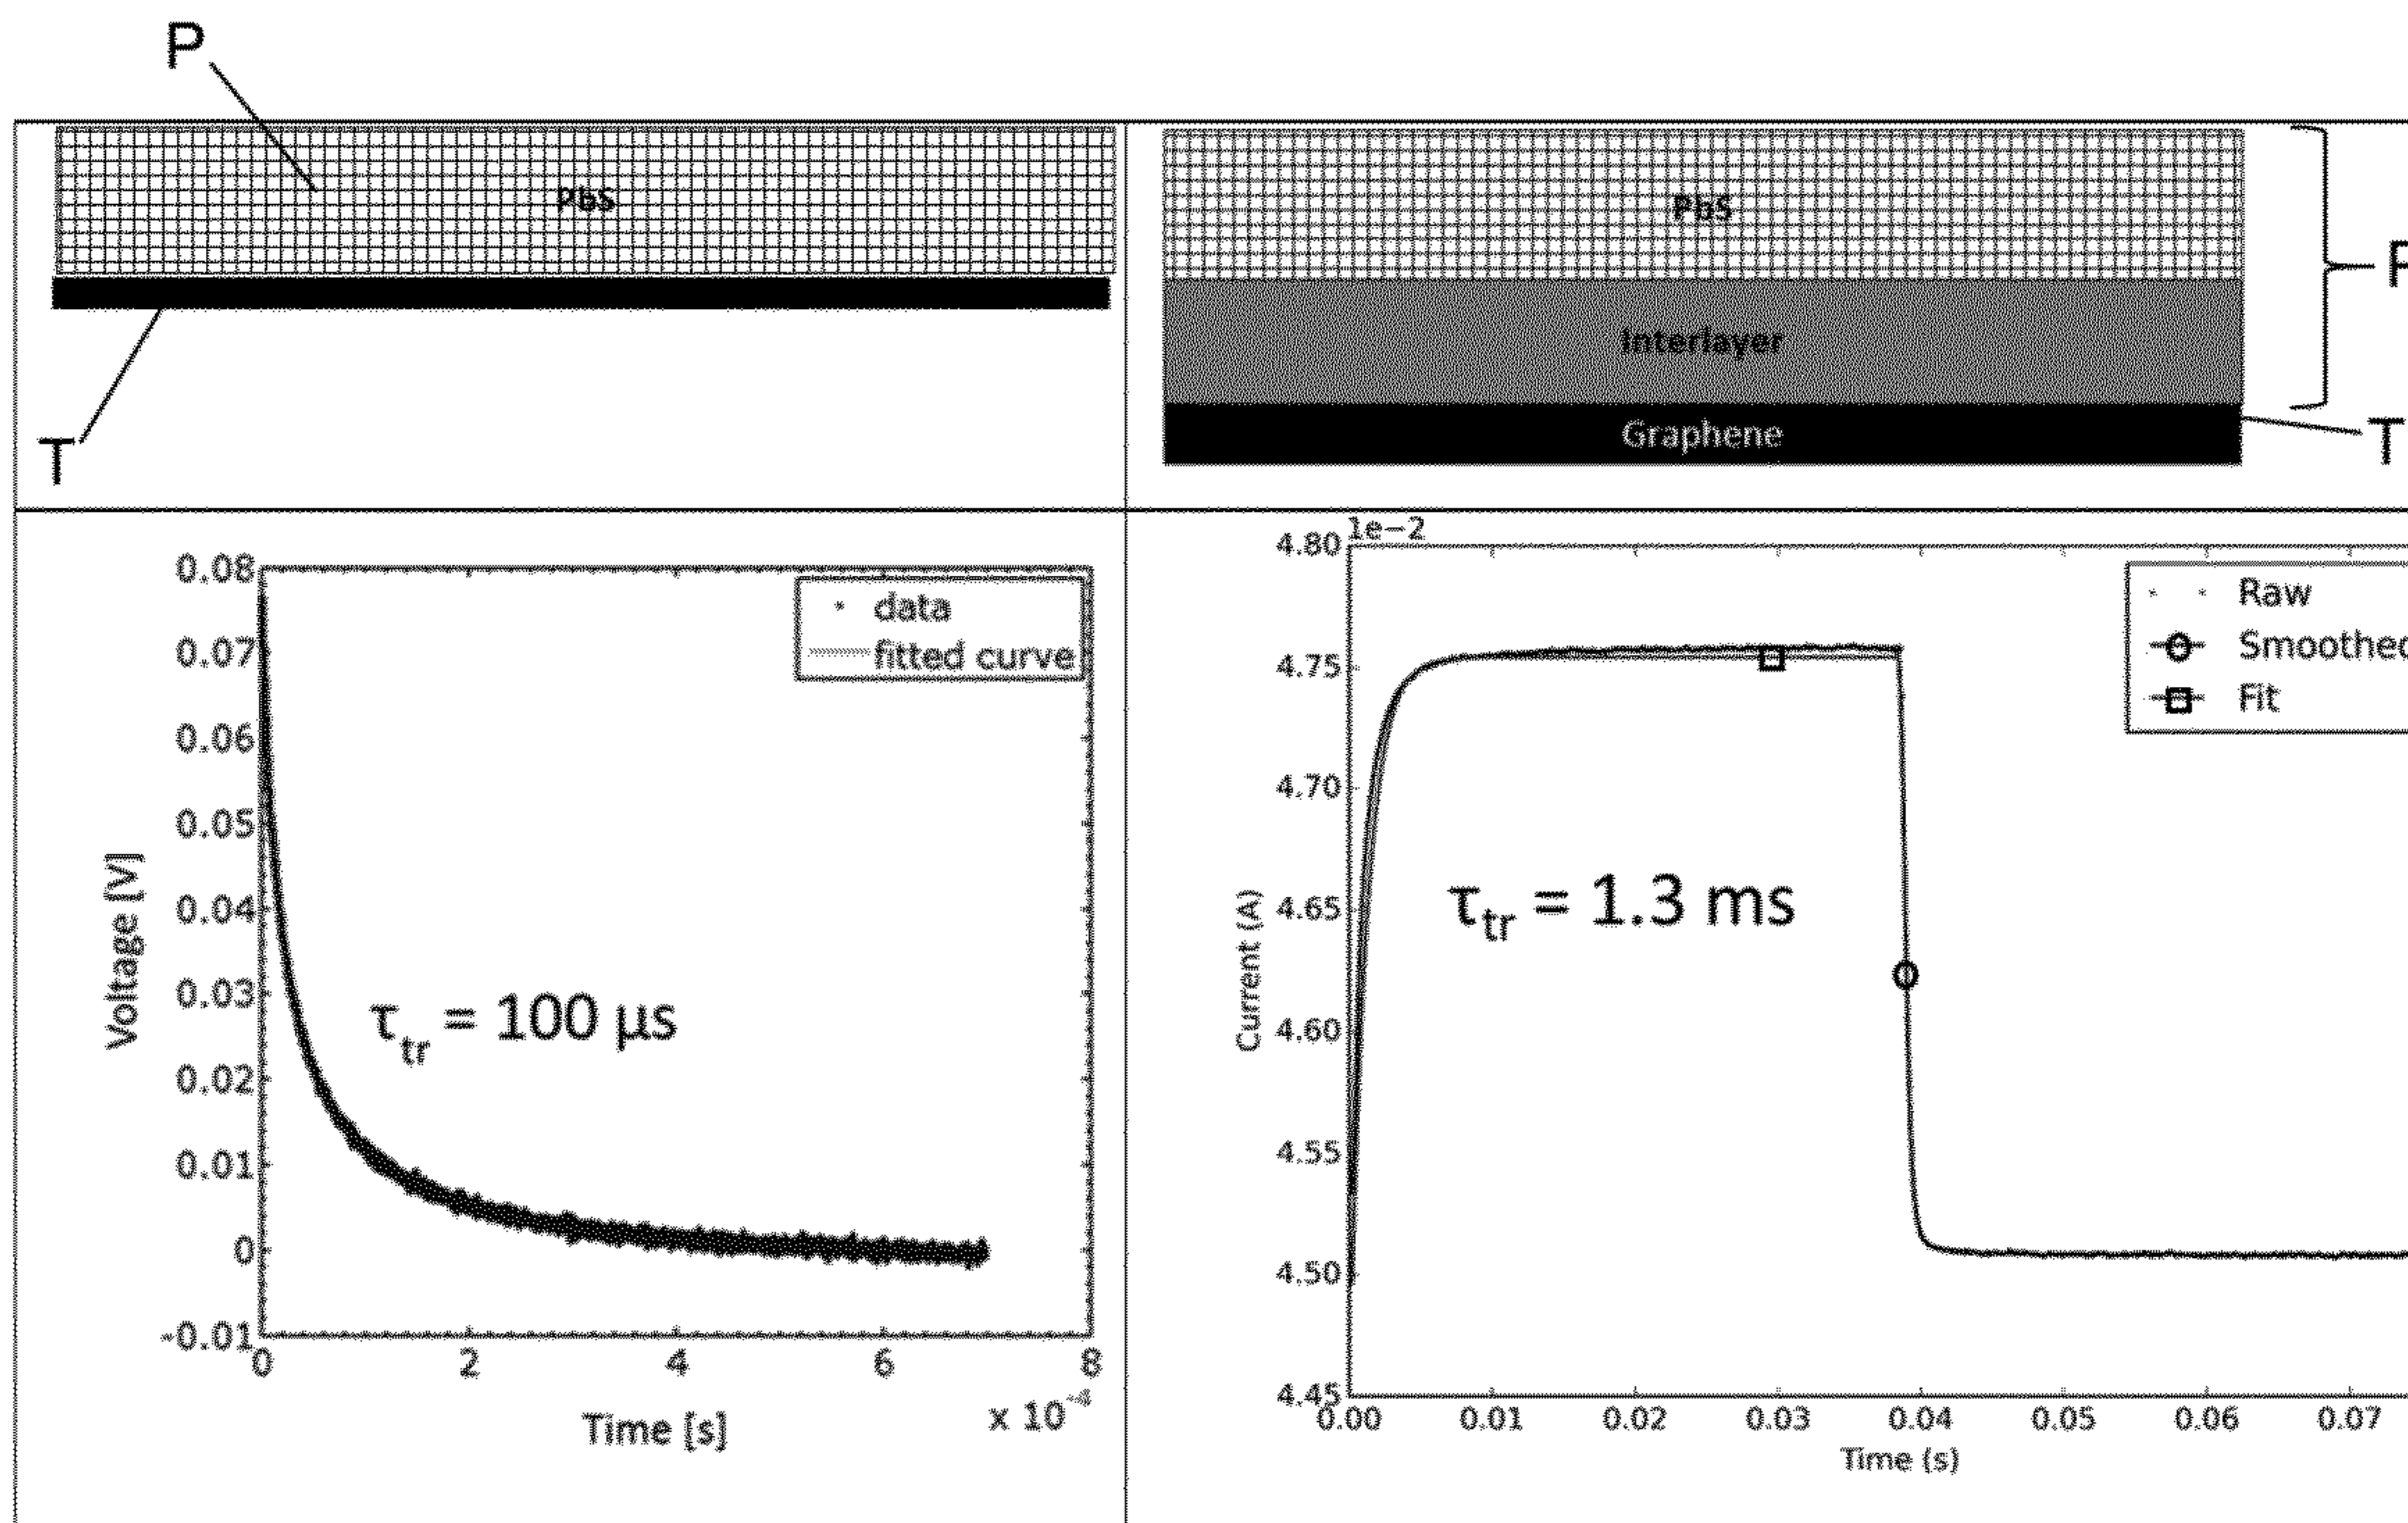 P
PbS
T
PbS
Interlayer
Graphene
P
T
0.08
0.07
0.06
0.05
0.04
0.03
0.02
0.01
0
-0.01
0
2
4
6
8
x 10⁻⁴
Time [s]
Voltage [V]
data
fitted curve
τtr = 100 µs
1e−2
4.80
4.75
4.70
4.65
4.60
4.55
4.50
4.45
0.00
0.01
0.02
0.03
0.04
0.05
0.06
0.07
Time (s)
Current (A)
Raw
Smoothed
Fit
τtr = 1.3 ms